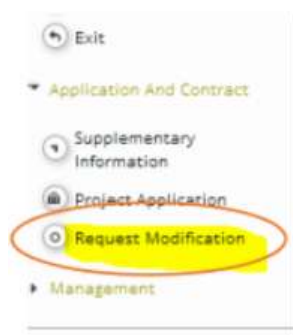 Exit
Application And Contract
Supplementary
Information
Project Application
Request Modification
Management